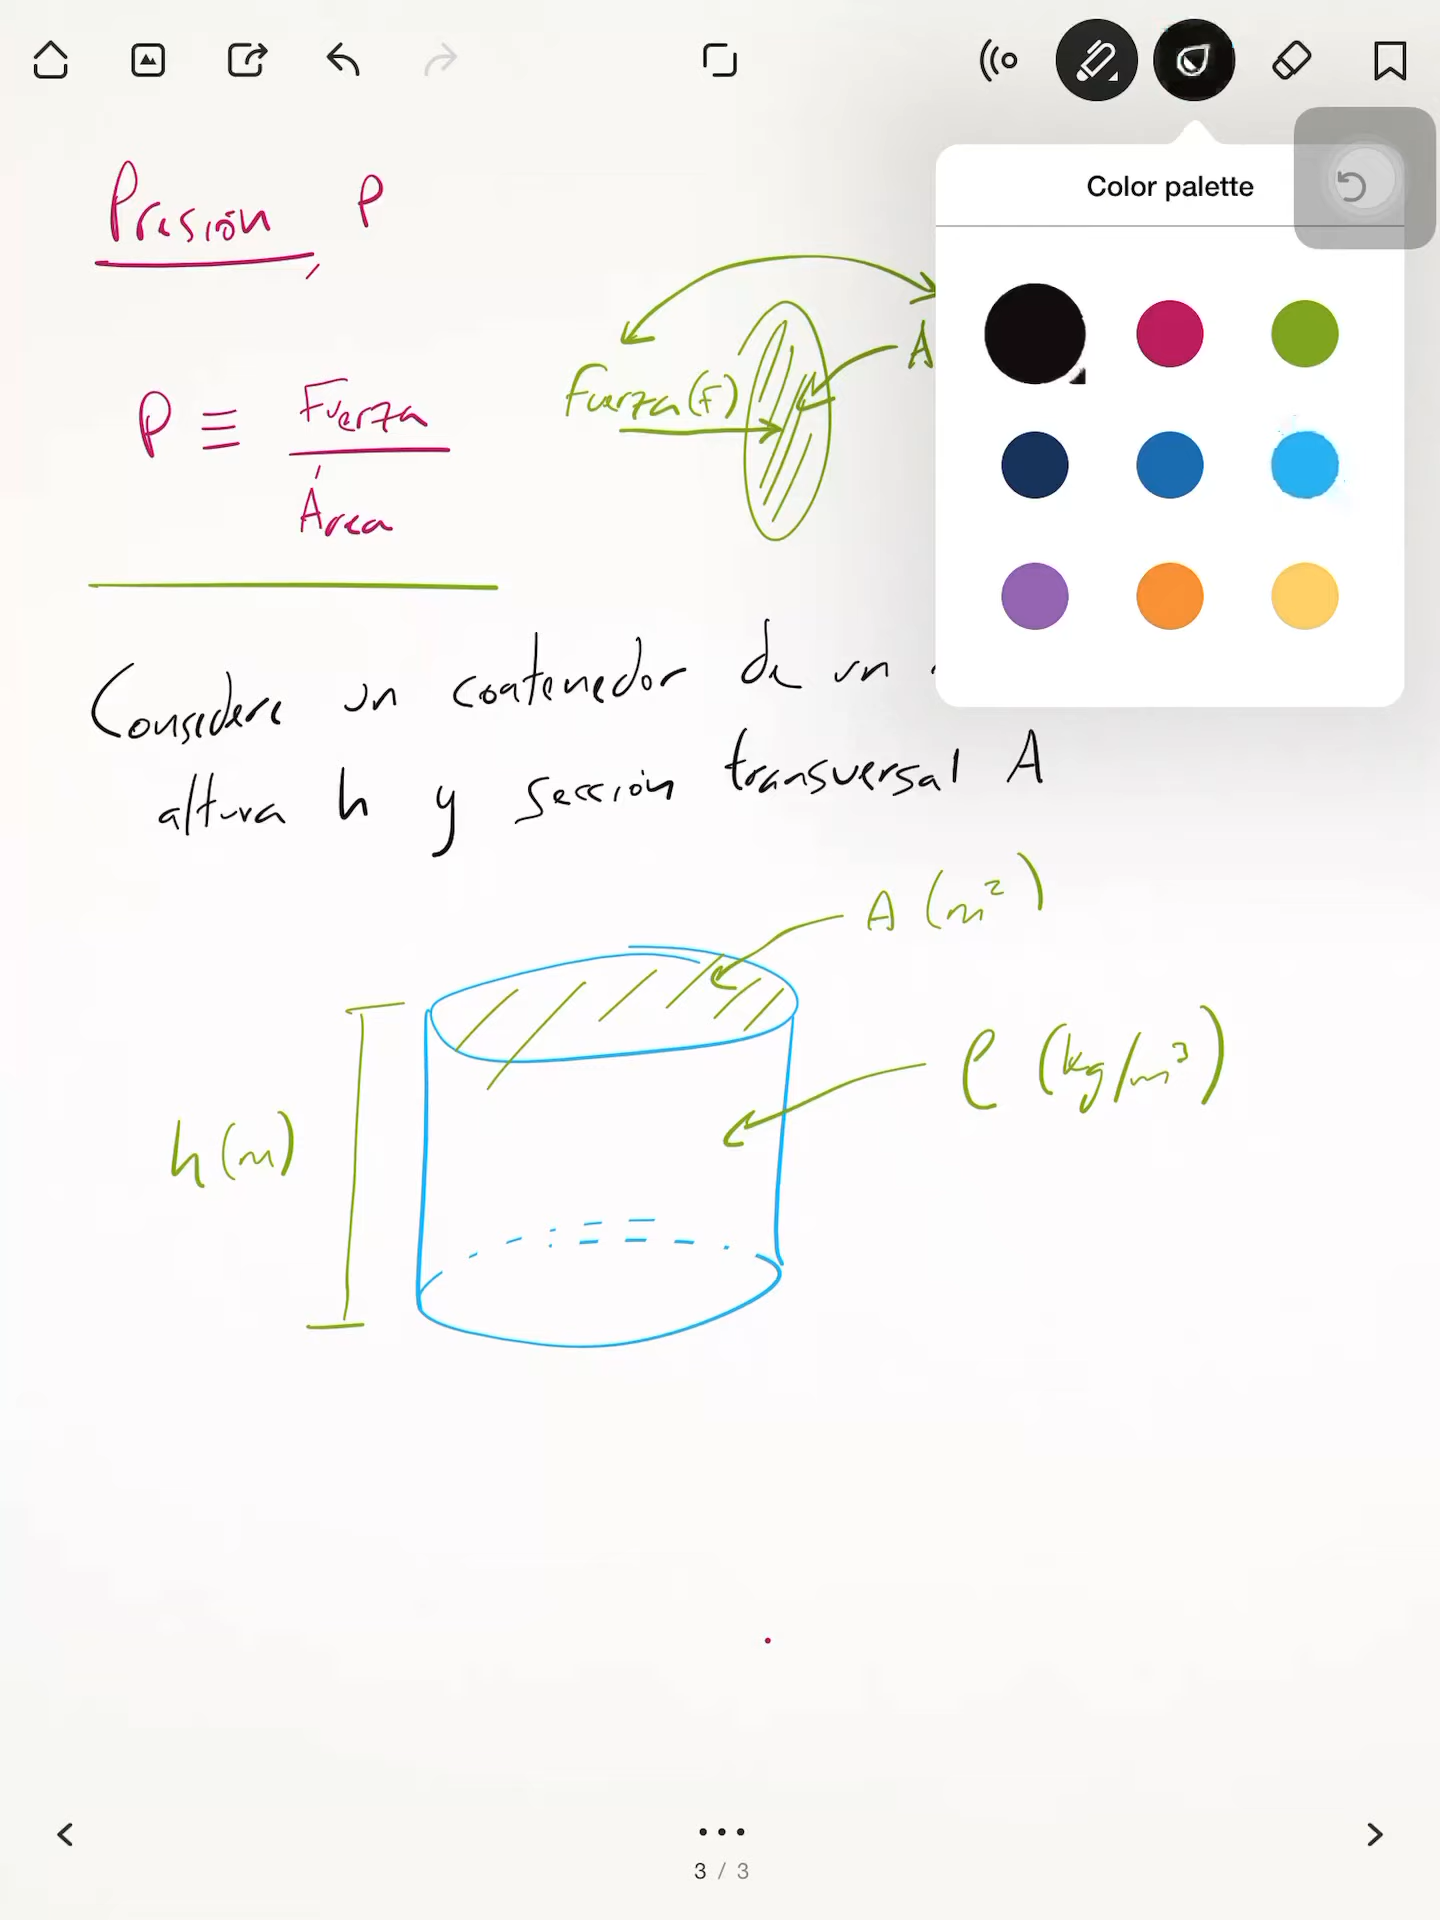 Color palette
Presión, P
P ≡ Fuerza
Área
Fuerza (F)
A
Considere un contenedor de un
altura h y sección transversal A
A (m²)
ρ (kg/m³)
h (m)
3 / 3